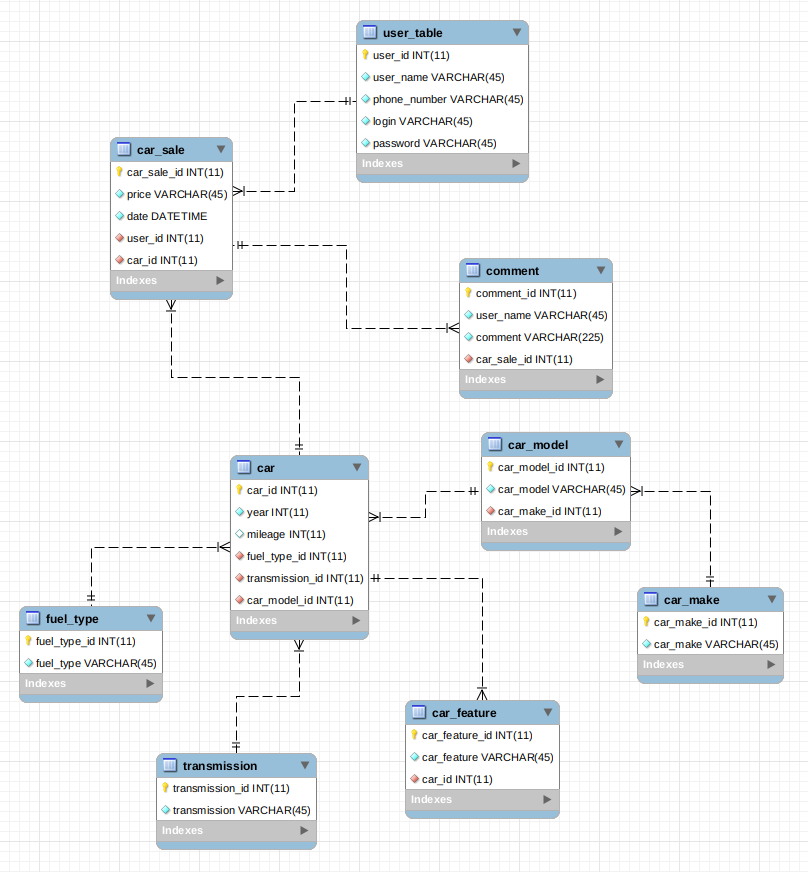 user_table
user_id INT(11)
user_name VARCHAR(45)
phone_number VARCHAR(45)
login VARCHAR(45)
password VARCHAR(45)
Indexes
car_sale
car_sale_id INT(11)
price VARCHAR(45)
date DATETIME
user_id INT(11)
car_id INT(11)
Indexes
comment
comment_id INT(11)
user_name VARCHAR(45)
comment VARCHAR(225)
car_sale_id INT(11)
Indexes
car_model
car_model_id INT(11)
car_model VARCHAR(45)
car_make_id INT(11)
Indexes
car
car_id INT(11)
year INT(11)
mileage INT(11)
fuel_type_id INT(11)
transmission_id INT(11)
car_model_id INT(11)
Indexes
car_make
car_make_id INT(11)
car_make VARCHAR(45)
Indexes
fuel_type
fuel_type_id INT(11)
fuel_type VARCHAR(45)
Indexes
car_feature
car_feature_id INT(11)
car_feature VARCHAR(45)
car_id INT(11)
Indexes
transmission
transmission_id INT(11)
transmission VARCHAR(45)
Indexes